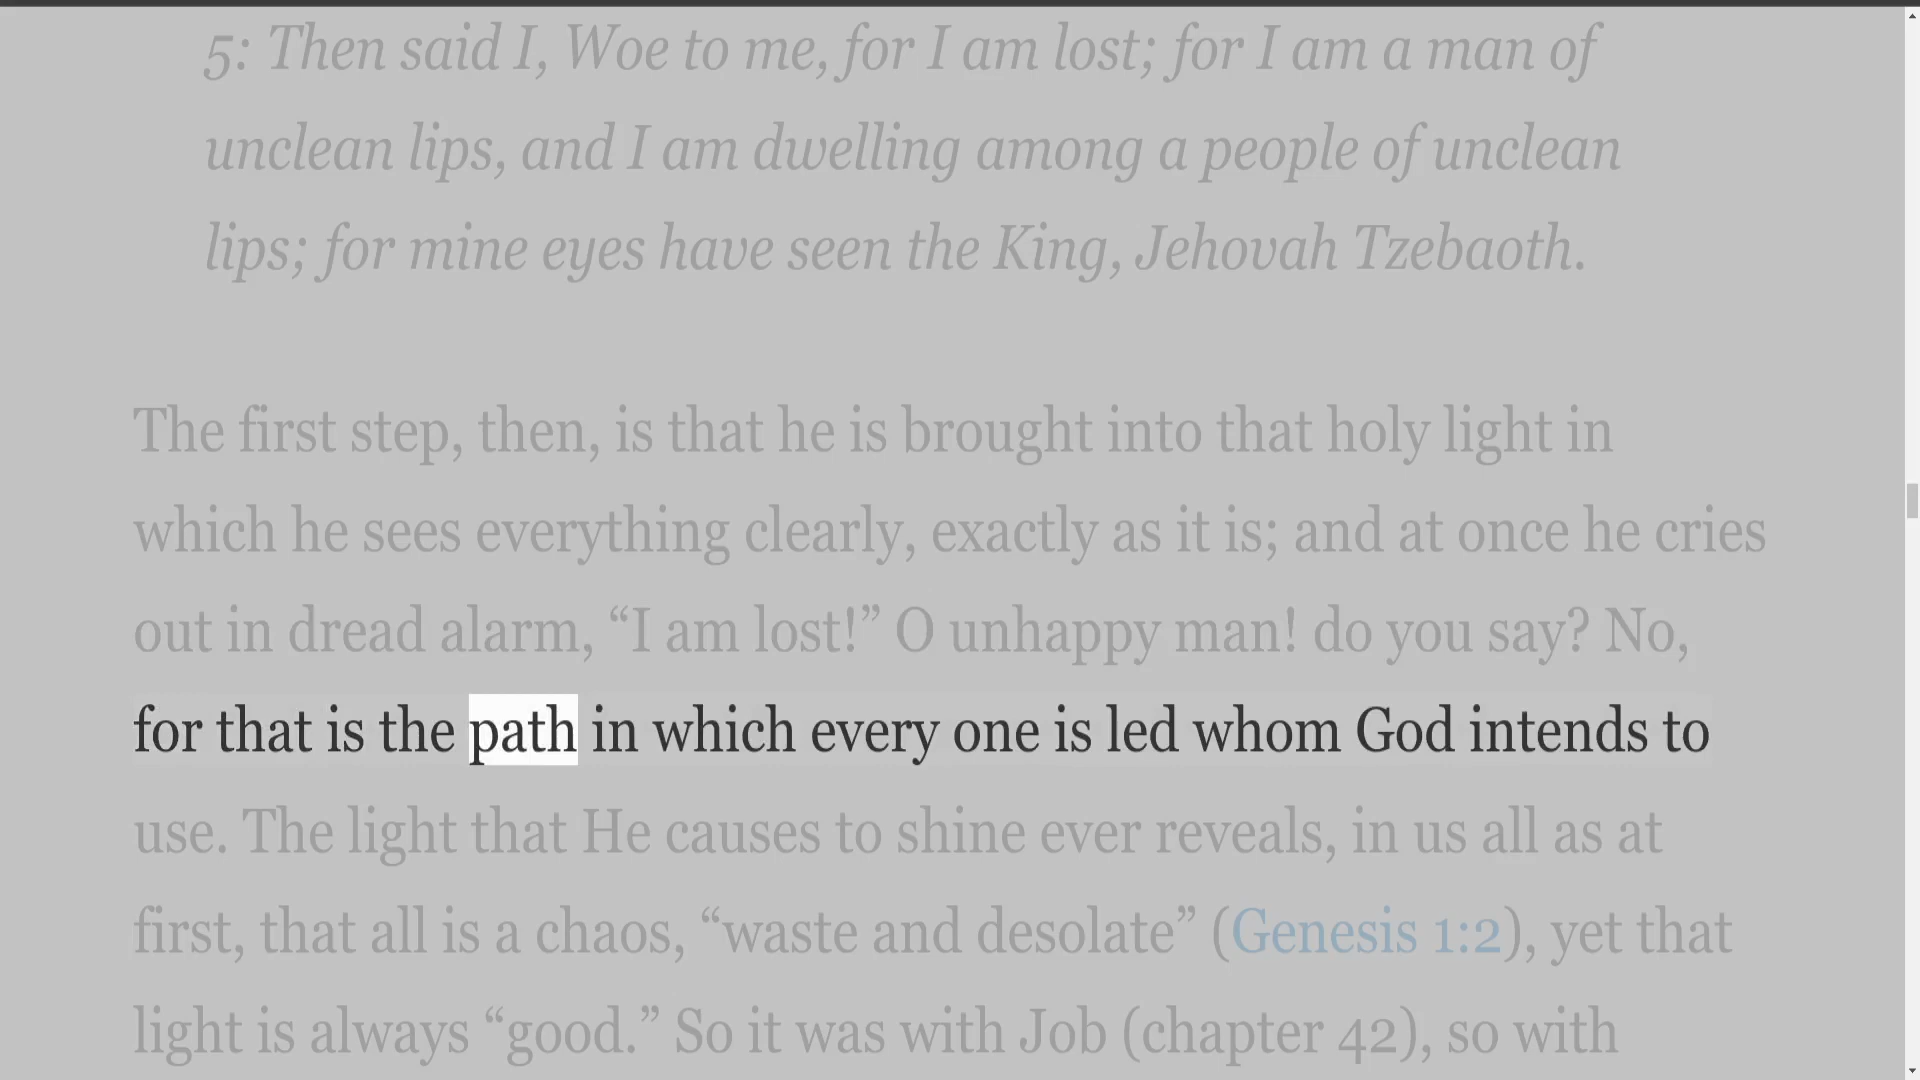 5: Then said I, Woe to me, for I am lost; for I am a man of
unclean lips, and I am dwelling among a people of unclean
lips; for mine eyes have seen the King, Jehovah Tzebaoth.
The first step, then, is that he is brought into that holy light in
which he sees everything clearly, exactly as it is; and at once he cries
out in dread alarm, “I am lost!” O unhappy man! do you say? No,
for that is the path in which every one is led whom God intends to
use. The light that He causes to shine ever reveals, in us all as at
first, that all is a chaos, “waste and desolate” (Genesis 1:2), yet that
light is always “good.” So it was with Job (chapter 42), so with